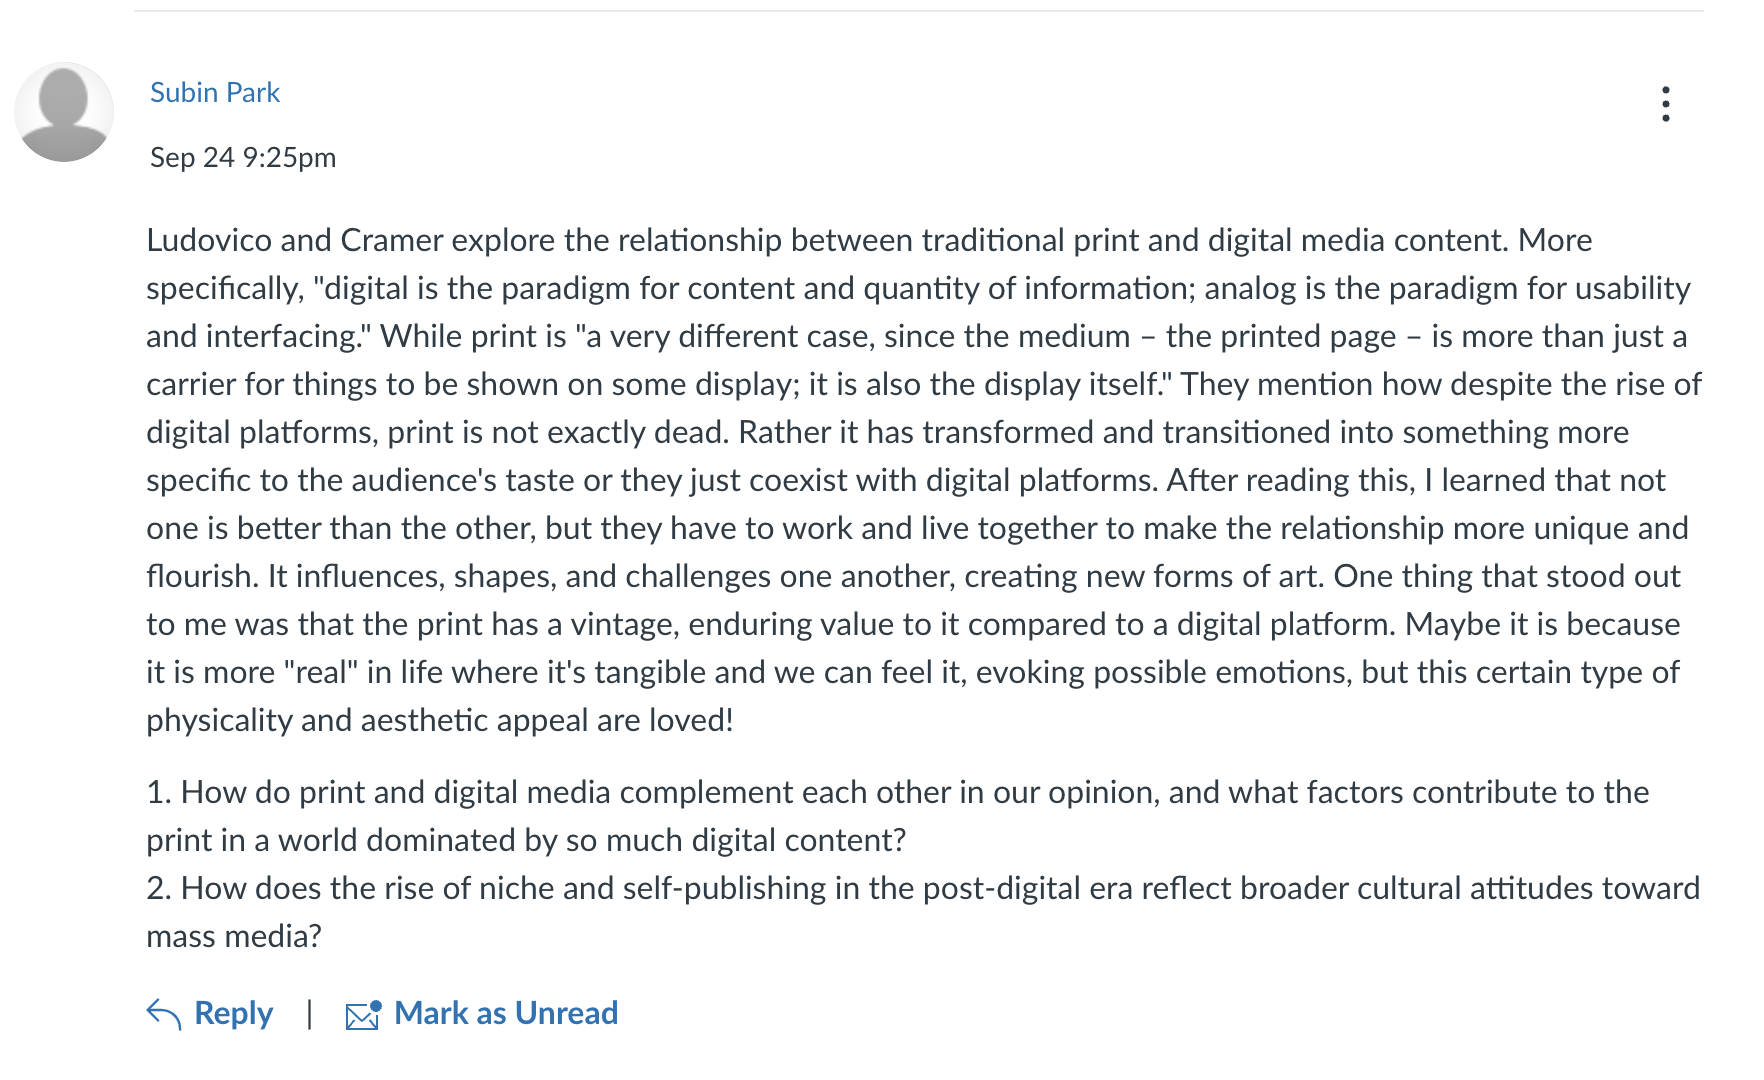 Subin Park
Sep 24 9:25pm
Ludovico and Cramer explore the relationship between traditional print and digital media content. More
specifically, "digital is the paradigm for content and quantity of information; analog is the paradigm for usability
and interfacing." While print is "a very different case, since the medium – the printed page – is more than just a
carrier for things to be shown on some display; it is also the display itself." They mention how despite the rise of
digital platforms, print is not exactly dead. Rather it has transformed and transitioned into something more
specific to the audience's taste or they just coexist with digital platforms. After reading this, I learned that not
one is better than the other, but they have to work and live together to make the relationship more unique and
flourish. It influences, shapes, and challenges one another, creating new forms of art. One thing that stood out
to me was that the print has a vintage, enduring value to it compared to a digital platform. Maybe it is because
it is more "real" in life where it's tangible and we can feel it, evoking possible emotions, but this certain type of
physicality and aesthetic appeal are loved!
1. How do print and digital media complement each other in our opinion, and what factors contribute to the
print in a world dominated by so much digital content?
2. How does the rise of niche and self-publishing in the post-digital era reflect broader cultural attitudes toward
mass media?
Reply | Mark as Unread